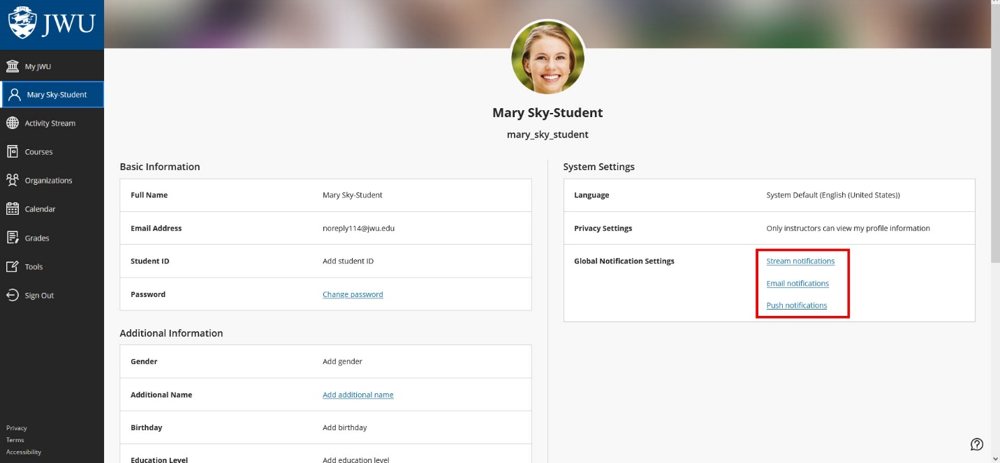 JWU
My JWU
Mary Sky-Student
Activity Stream
Courses
Organizations
Calendar
Grades
Tools
Sign Out
Privacy
Terms
Accessibility
Mary Sky-Student
mary_sky_student
Basic Information
Full Name Mary Sky-Student
Email Address noreply114@jwu.edu
Student ID Add student ID
Password Change password
Additional Information
Gender Add gender
Additional Name Add additional name
Birthday Add birthday
Education Level Add education level
System Settings
Language System Default (English (United States))
Privacy Settings Only instructors can view my profile information
Global Notification Settings Stream notifications
Email notifications
Push notifications